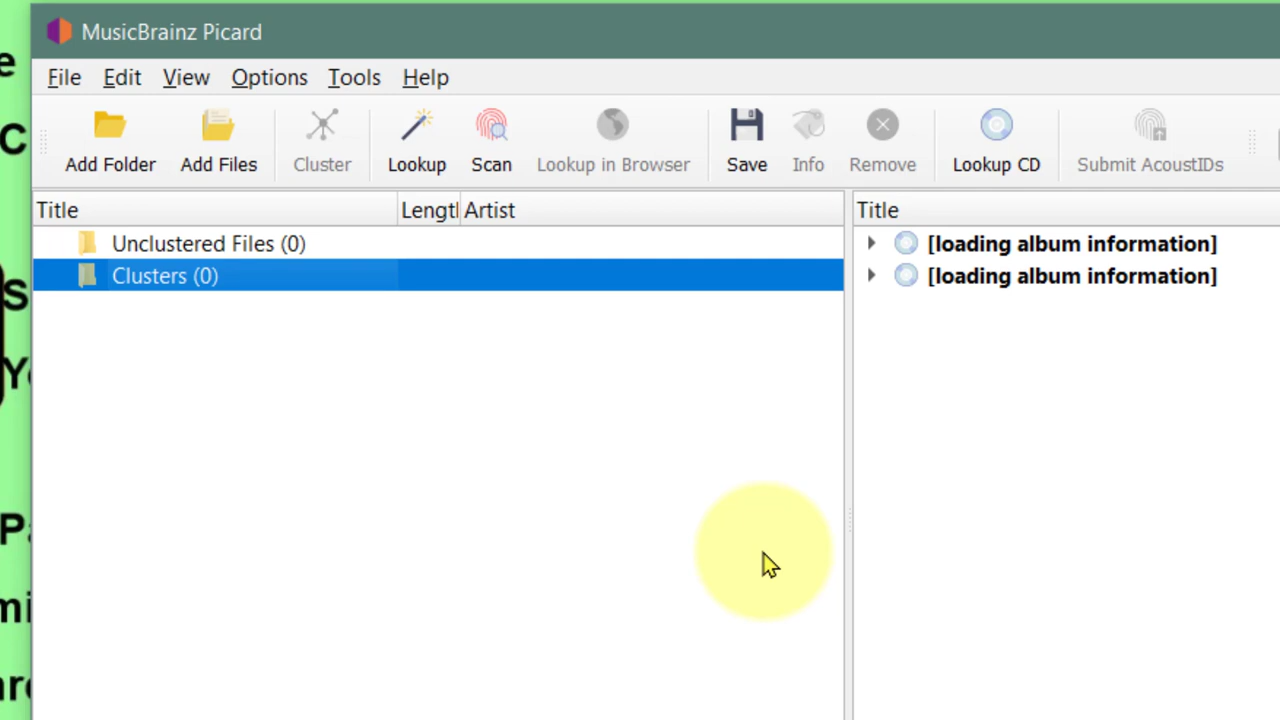 MusicBrainz Picard
File Edit View Options Tools Help
Add Folder Add Files Cluster Lookup Scan Lookup in Browser Save Info Remove Lookup CD Submit AcoustIDs
Title Lengt Artist Title
Unclustered Files (0) [loading album information]
Clusters (0) [loading album information]